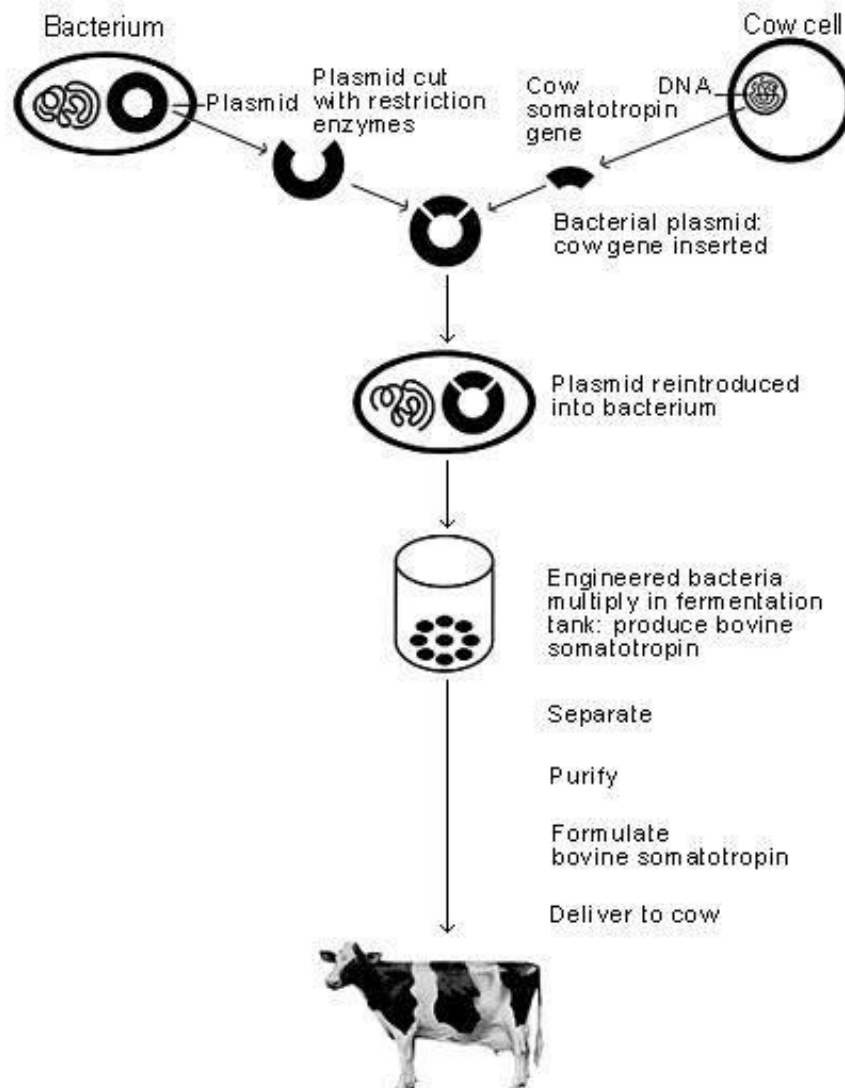 Bacterium
Cow cell
Plasmid
Plasmid cut
with restriction
enzymes
Cow
somatotropin
gene
DNA
Bacterial plasmid:
cow gene inserted
Plasmid reintroduced
into bacterium
Engineered bacteria
multiply in fermentation
tank: produce bovine
somatotropin
Separate
Purify
Formulate
bovine somatotropin
Deliver to cow